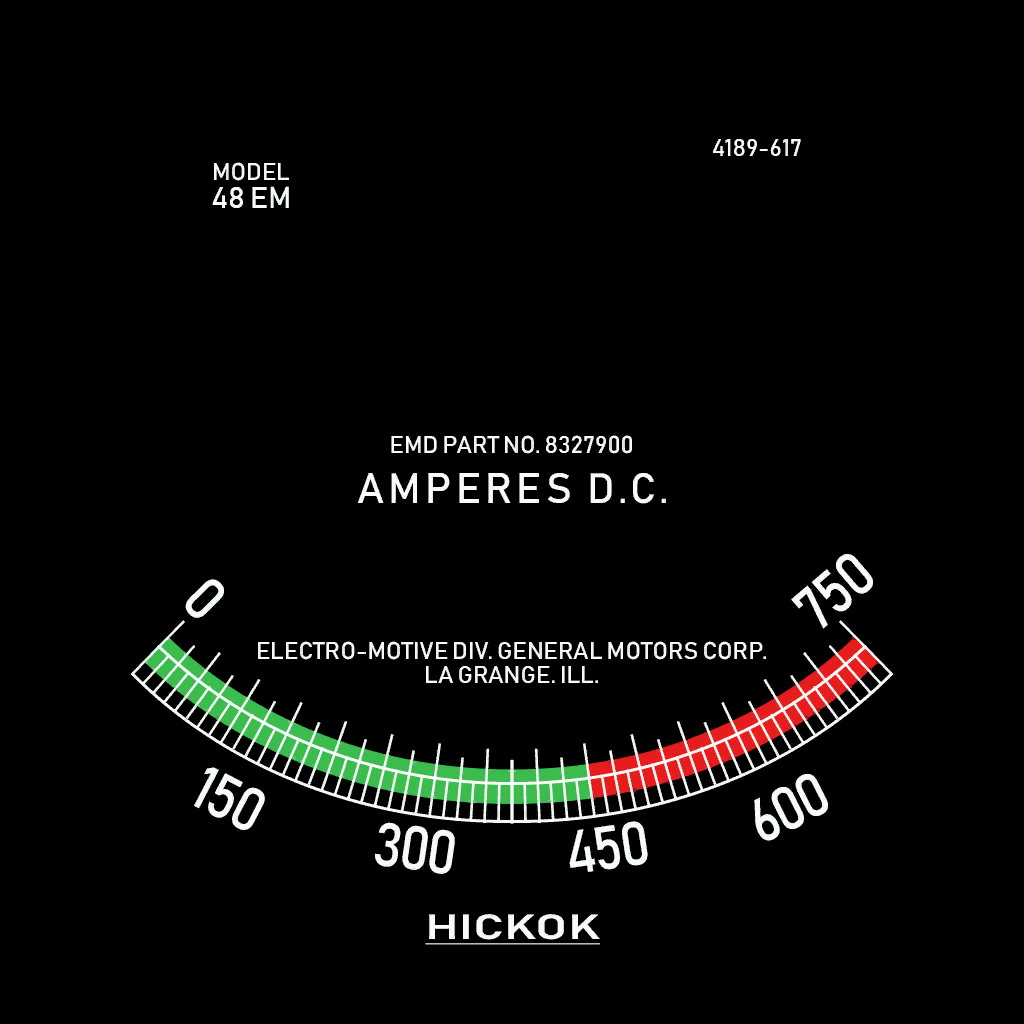 4189-617
MODEL
48 EM
EMD PART NO. 8327900
AMPERES D.C.
0
750
ELECTRO-MOTIVE DIV. GENERAL MOTORS CORP.
LA GRANGE. ILL.
150
600
300
450
HICKOK